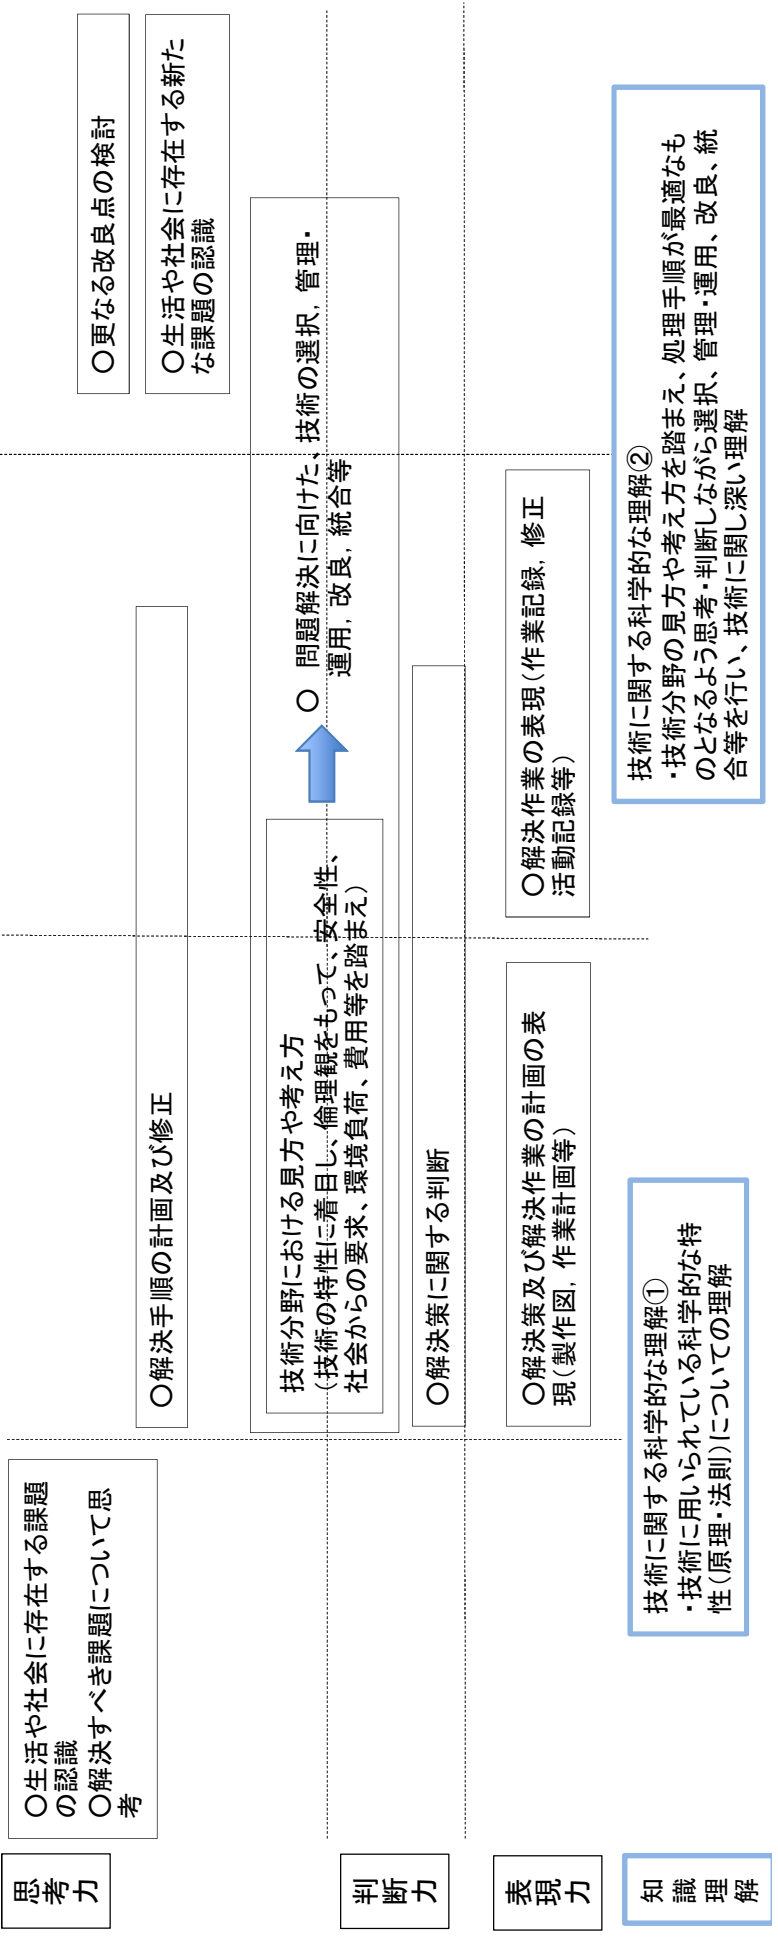 思考力
〇生活や社会に存在する課題
の認識
〇解決すべき課題について思
考
〇解決手順の計画及び修正
〇更なる改良点の検討
〇生活や社会に存在する新た
な課題の認識
技術分野における見方や考え方
(技術の特性に着目し、倫理観をもって、安全性、
社会からの要求、環境負荷、費用等を踏まえ)
〇 問題解決に向けた、技術の選択, 管理・
運用, 改良, 統合等
判断力
〇解決策に関する判断
表現力
〇解決策及び解決作業の計画の表
現(製作図, 作業計画等)
〇解決作業の表現(作業記録, 修正
活動記録等)
知識理解
技術に関する科学的な理解①
・技術に用いられている科学的な特
性(原理・法則)についての理解
技術に関する科学的な理解②
・技術分野の見方や考え方を踏まえ、処理手順が最適なも
のとなるよう思考・判断しながら選択、管理・運用、改良、統
合等を行い、技術に関し深い理解